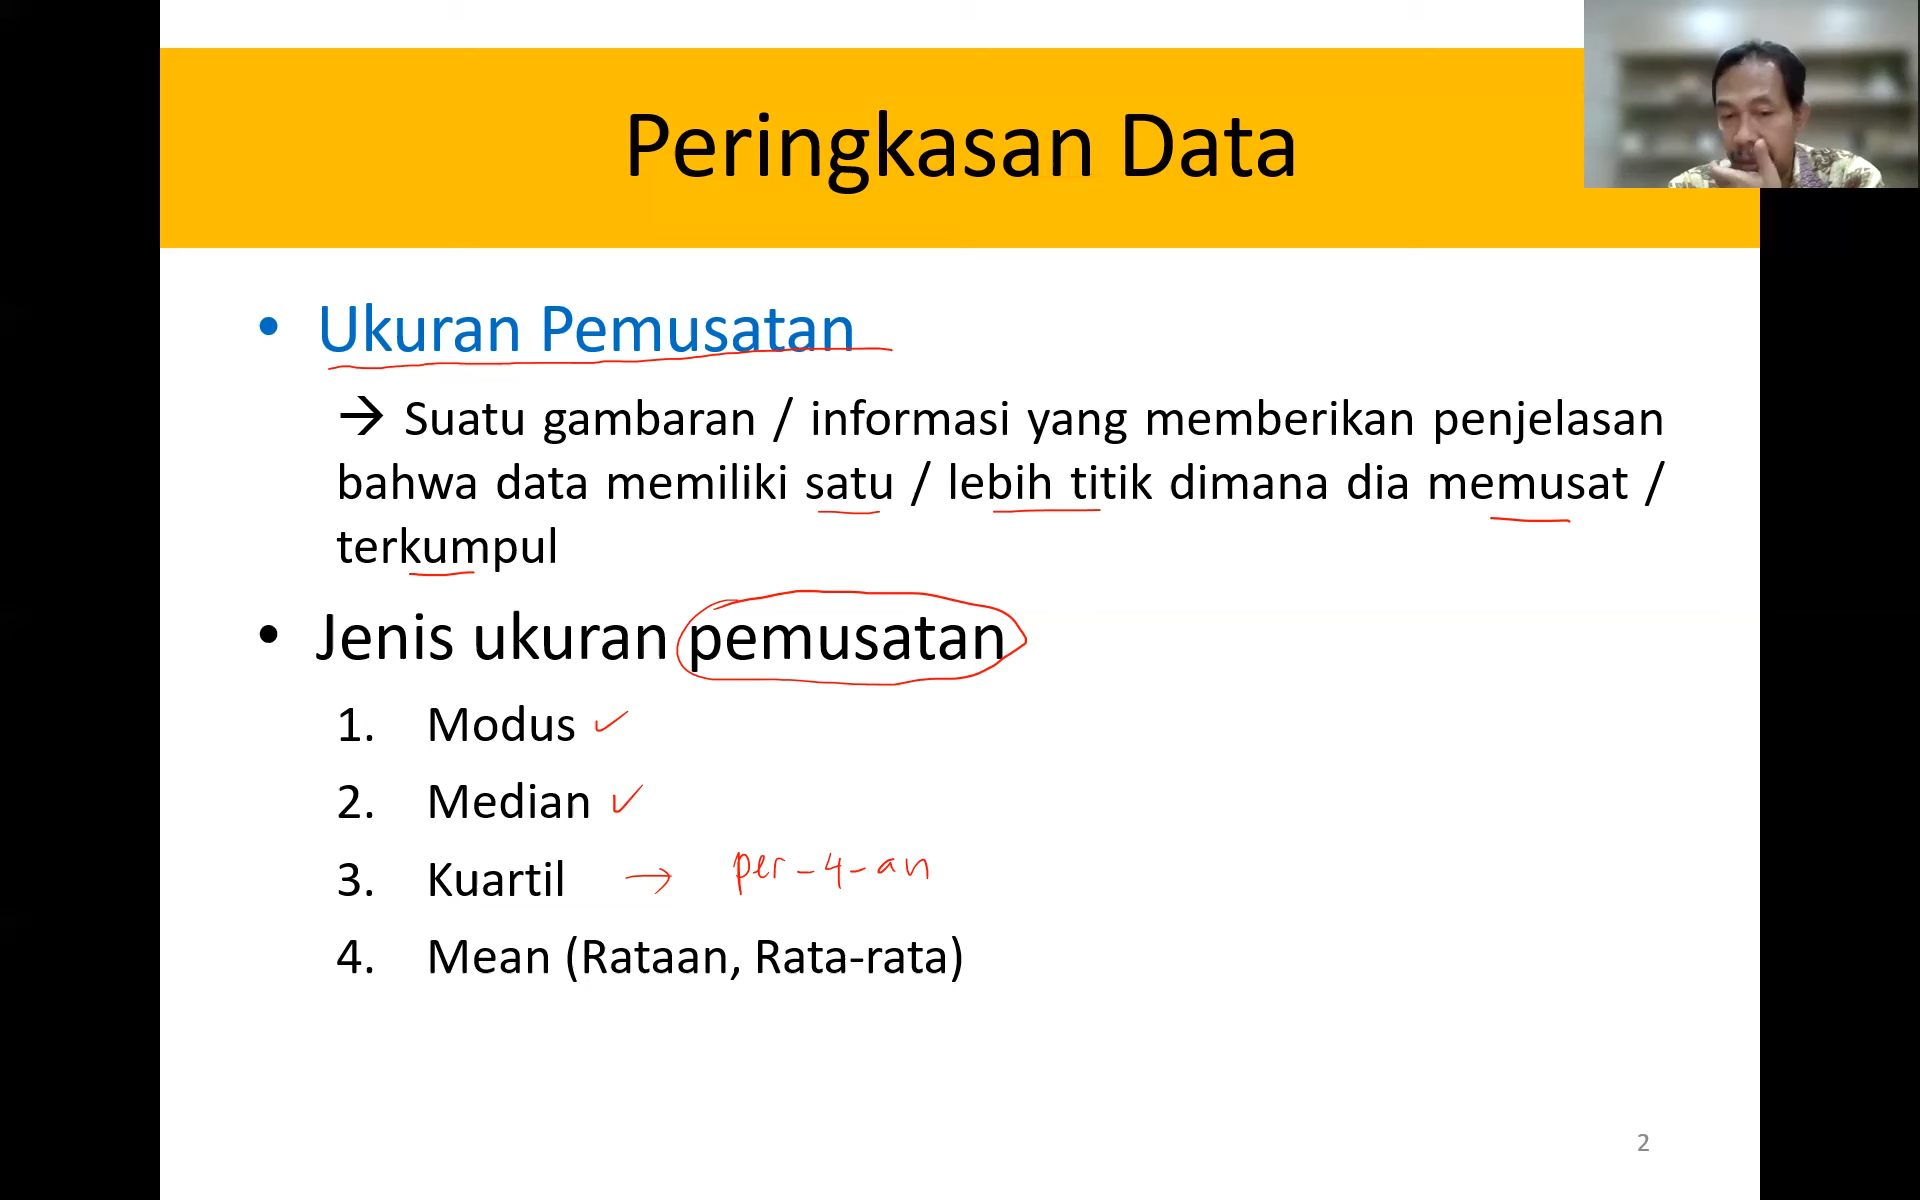 Peringkasan Data
• Ukuran Pemusatan
→ Suatu gambaran / informasi yang memberikan penjelasan
bahwa data memiliki satu / lebih titik dimana dia memusat /
terkumpul
• Jenis ukuran pemusatan
1. Modus ✓
2. Median ✓
3. Kuartil → per-4-an
4. Mean (Rataan, Rata-rata)
2